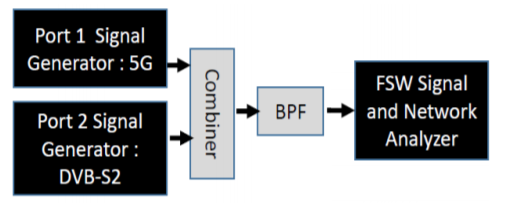 Port 1 Signal
Generator : 5G
Port 2 Signal
Generator :
DVB-S2
Combiner
BPF
FSW Signal
and Network
Analyzer